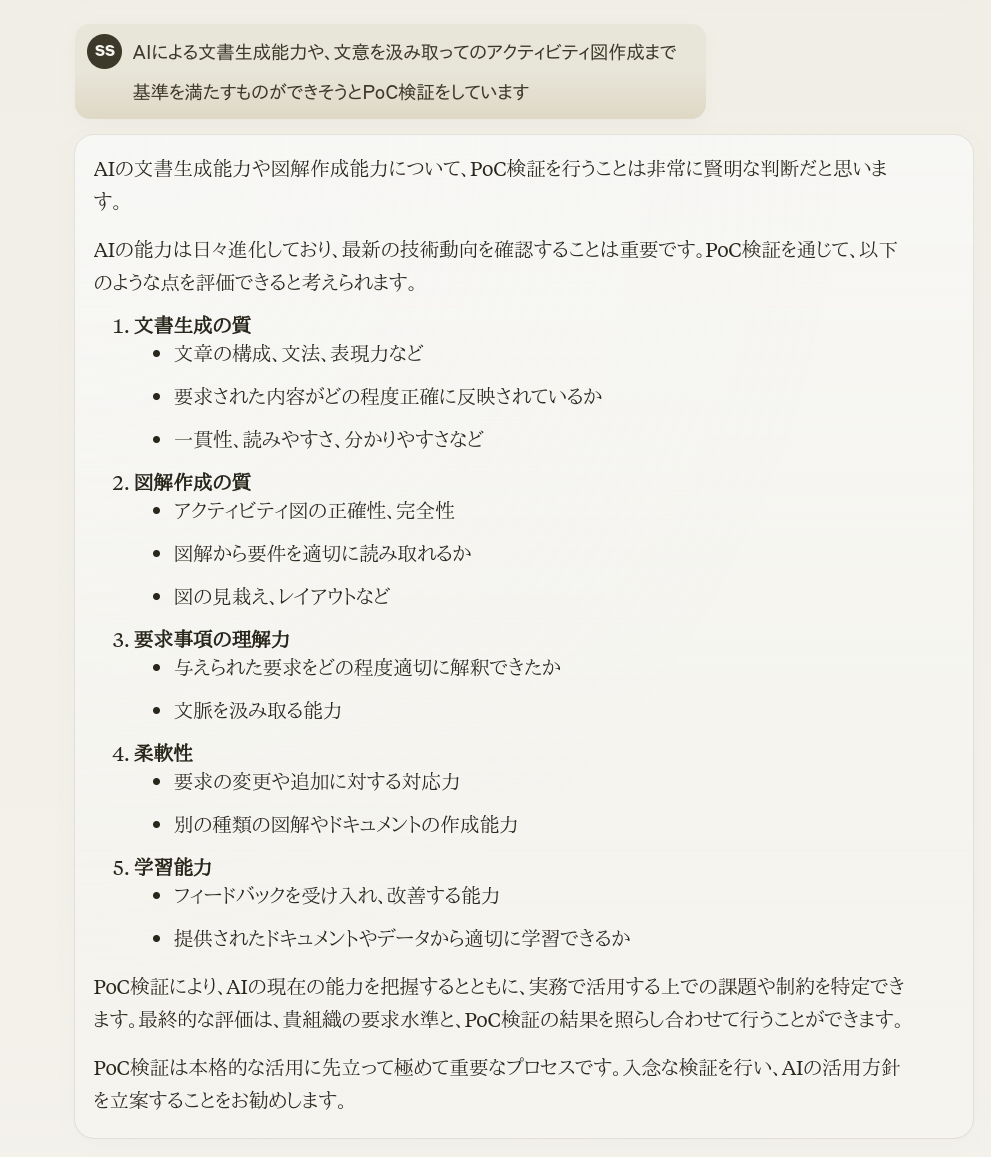 SS
AIによる文書生成能力や、文意を汲み取ってのアクティビティ図作成まで
基準を満たすものができそうとPoC検証をしています
AIの文書生成能力や図解作成能力について、PoC検証を行うことは非常に賢明な判断だと思いま
す。
AIの能力は日々進化しており、最新の技術動向を確認することは重要です。PoC検証を通じて、以下
のような点を評価できると考えられます。
1. 文書生成の質
• 文章の構成、文法、表現力など
• 要求された内容がどの程度正確に反映されているか
• 一貫性、読みやすさ、分かりやすさなど
2. 図解作成の質
• アクティビティ図の正確性、完全性
• 図解から要件を適切に読み取れるか
• 図の見栽え、レイアウトなど
3. 要求事項の理解力
• 与えられた要求をどの程度適切に解釈できたか
• 文脈を汲み取る能力
4. 柔軟性
• 要求の変更や追加に対する対応力
• 別の種類の図解やドキュメントの作成能力
5. 学習能力
• フィードバックを受け入れ、改善する能力
• 提供されたドキュメントやデータから適切に学習できるか
PoC検証により、AIの現在の能力を把握するとともに、実務で活用する上での課題や制約を特定でき
ます。最終的な評価は、貴組織の要求水準と、PoC検証の結果を照らし合わせて行うことができます。
PoC検証は本格的な活用に先立って極めて重要なプロセスです。入念な検証を行い、AIの活用方針
を立案することをお勧めします。